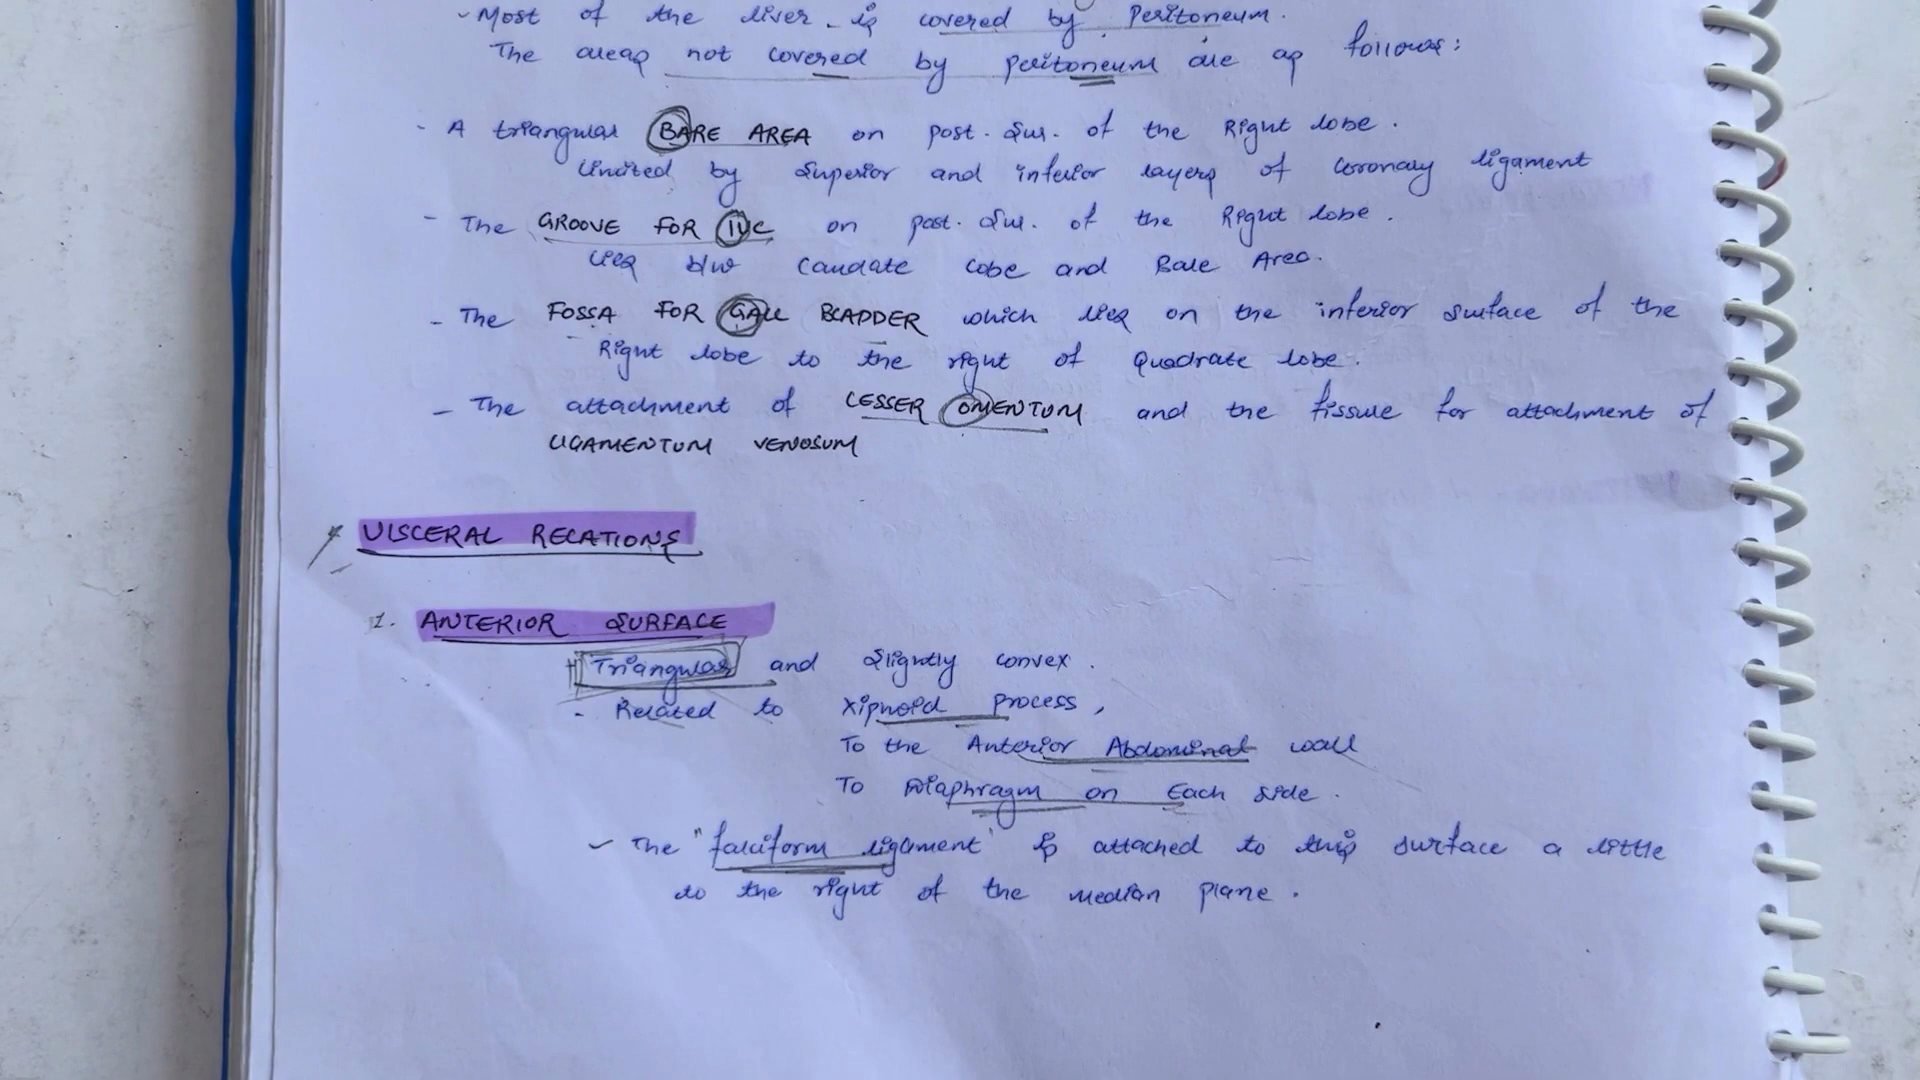 Most of the liver is covered by Peritoneum.
The areas not covered by peritoneum are as follows:
- A triangular BARE AREA on post. Sur. of the Right lobe.
Limited by Superior and inferior layers of coronary ligament
- The GROOVE FOR IVC on post. Sur. of the Right lobe.
lies b/w Caudate lobe and Bare Area.
- The FOSSA FOR GALL BLADDER which lies on the inferior surface of the
Right lobe to the right of Quadrate lobe.
- The attachment of LESSER OMENTUM and the fissure for attachment of
LIGAMENTUM VENOSUM
* VISCERAL RELATIONS
1. ANTERIOR SURFACE
Triangular and Slightly convex.
- Related to Xiphoid process,
To the Anterior Abdominal wall
To Diaphragm on Each side.
The "falciform ligament" is attached to this surface a little
to the right of the median plane.